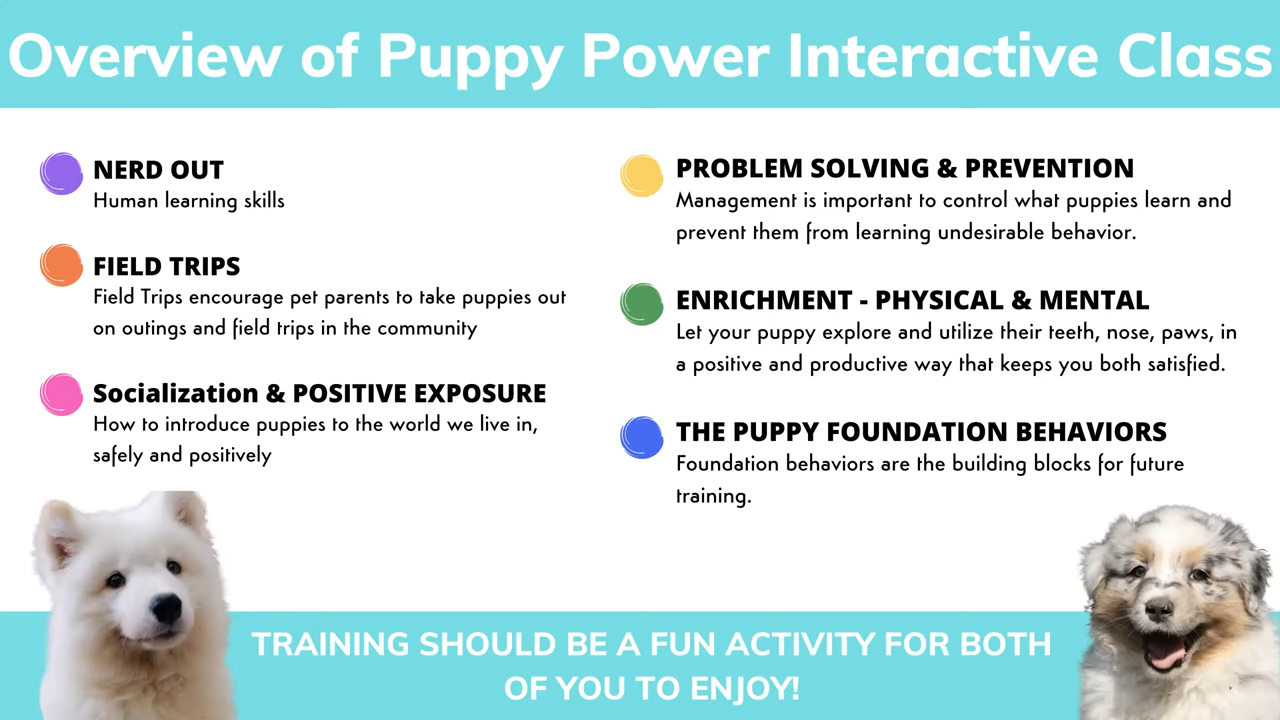 Overview of Puppy Power Interactive Class
NERD OUT
Human learning skills
FIELD TRIPS
Field Trips encourage pet parents to take puppies out
on outings and field trips in the community
Socialization & POSITIVE EXPOSURE
How to introduce puppies to the world we live in,
safely and positively
PROBLEM SOLVING & PREVENTION
Management is important to control what puppies learn and
prevent them from learning undesirable behavior.
ENRICHMENT - PHYSICAL & MENTAL
Let your puppy explore and utilize their teeth, nose, paws, in
a positive and productive way that keeps you both satisfied.
THE PUPPY FOUNDATION BEHAVIORS
Foundation behaviors are the building blocks for future
training.
TRAINING SHOULD BE A FUN ACTIVITY FOR BOTH
OF YOU TO ENJOY!